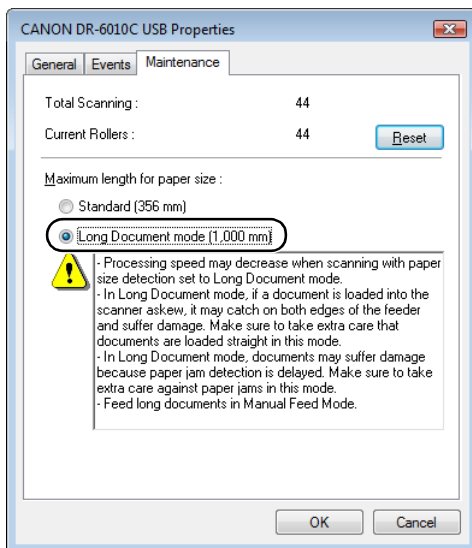 CANON DR-6010C USB Properties
General Events Maintenance
Total Scanning : 44
Current Rollers : 44 Reset
Maximum length for paper size :
Standard (356 mm)
Long Document mode (1,000 mm)
- Processing speed may decrease when scanning with paper
size detection set to Long Document mode.
- In Long Document mode, if a document is loaded into the
scanner askew, it may catch on both edges of the feeder
and suffer damage. Make sure to take extra care that
documents are loaded straight in this mode.
- In Long Document mode, documents may suffer damage
because paper jam detection is delayed. Make sure to take
extra care against paper jams in this mode.
- Feed long documents in Manual Feed Mode.
OK Cancel